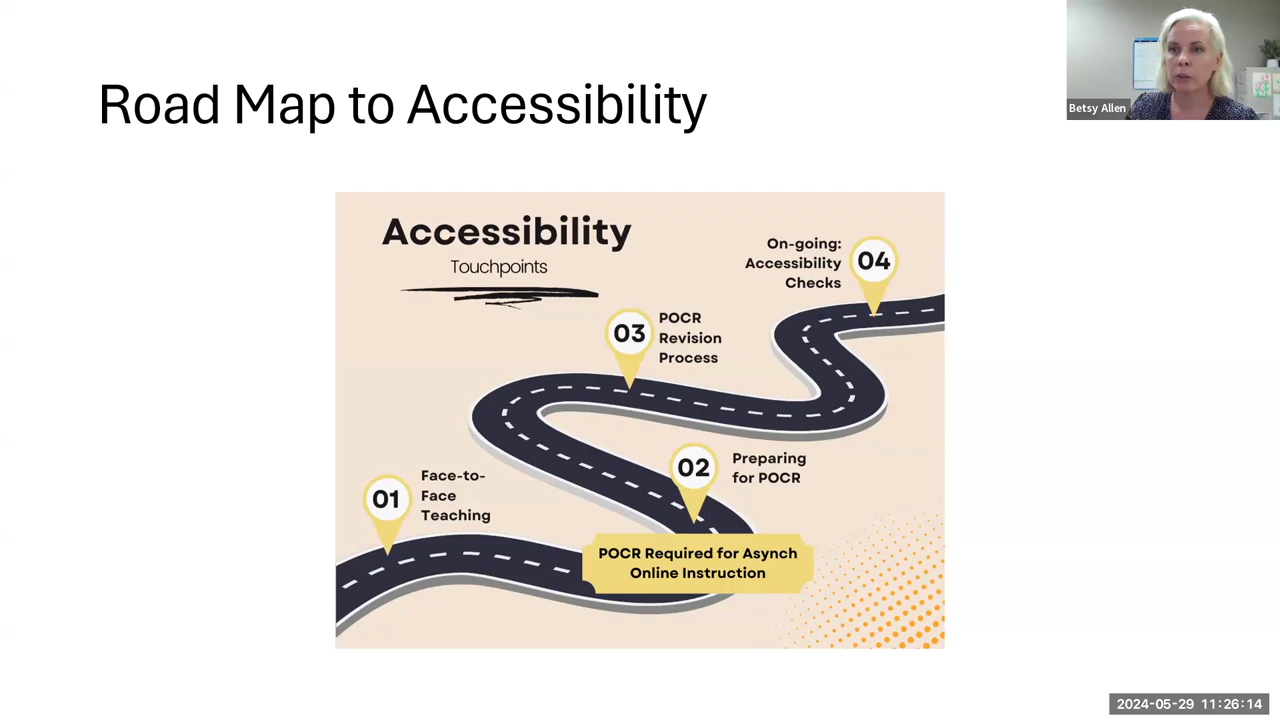 Road Map to Accessibility
Betsy Allen
Accessibility
Touchpoints
On-going:
Accessibility
Checks
04
03
POCR
Revision
Process
02
Preparing
for POCR
01
Face-to-
Face
Teaching
POCR Required for Asynch
Online Instruction
2024-05-29 11:26:14